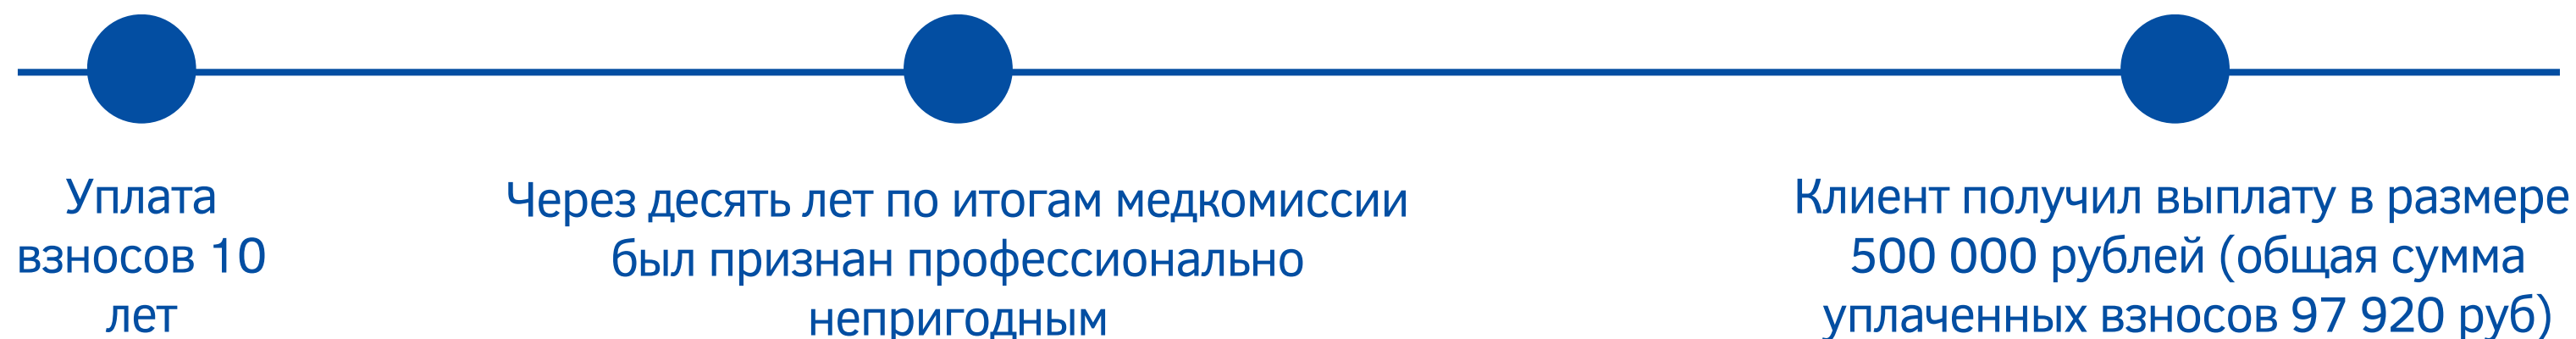 Уплата
взносов 10
лет
Через десять лет по итогам медкомиссии
был признан профессионально
непригодным
Клиент получил выплату в размере
500 000 рублей (общая сумма
уплаченных взносов 97 920 руб)